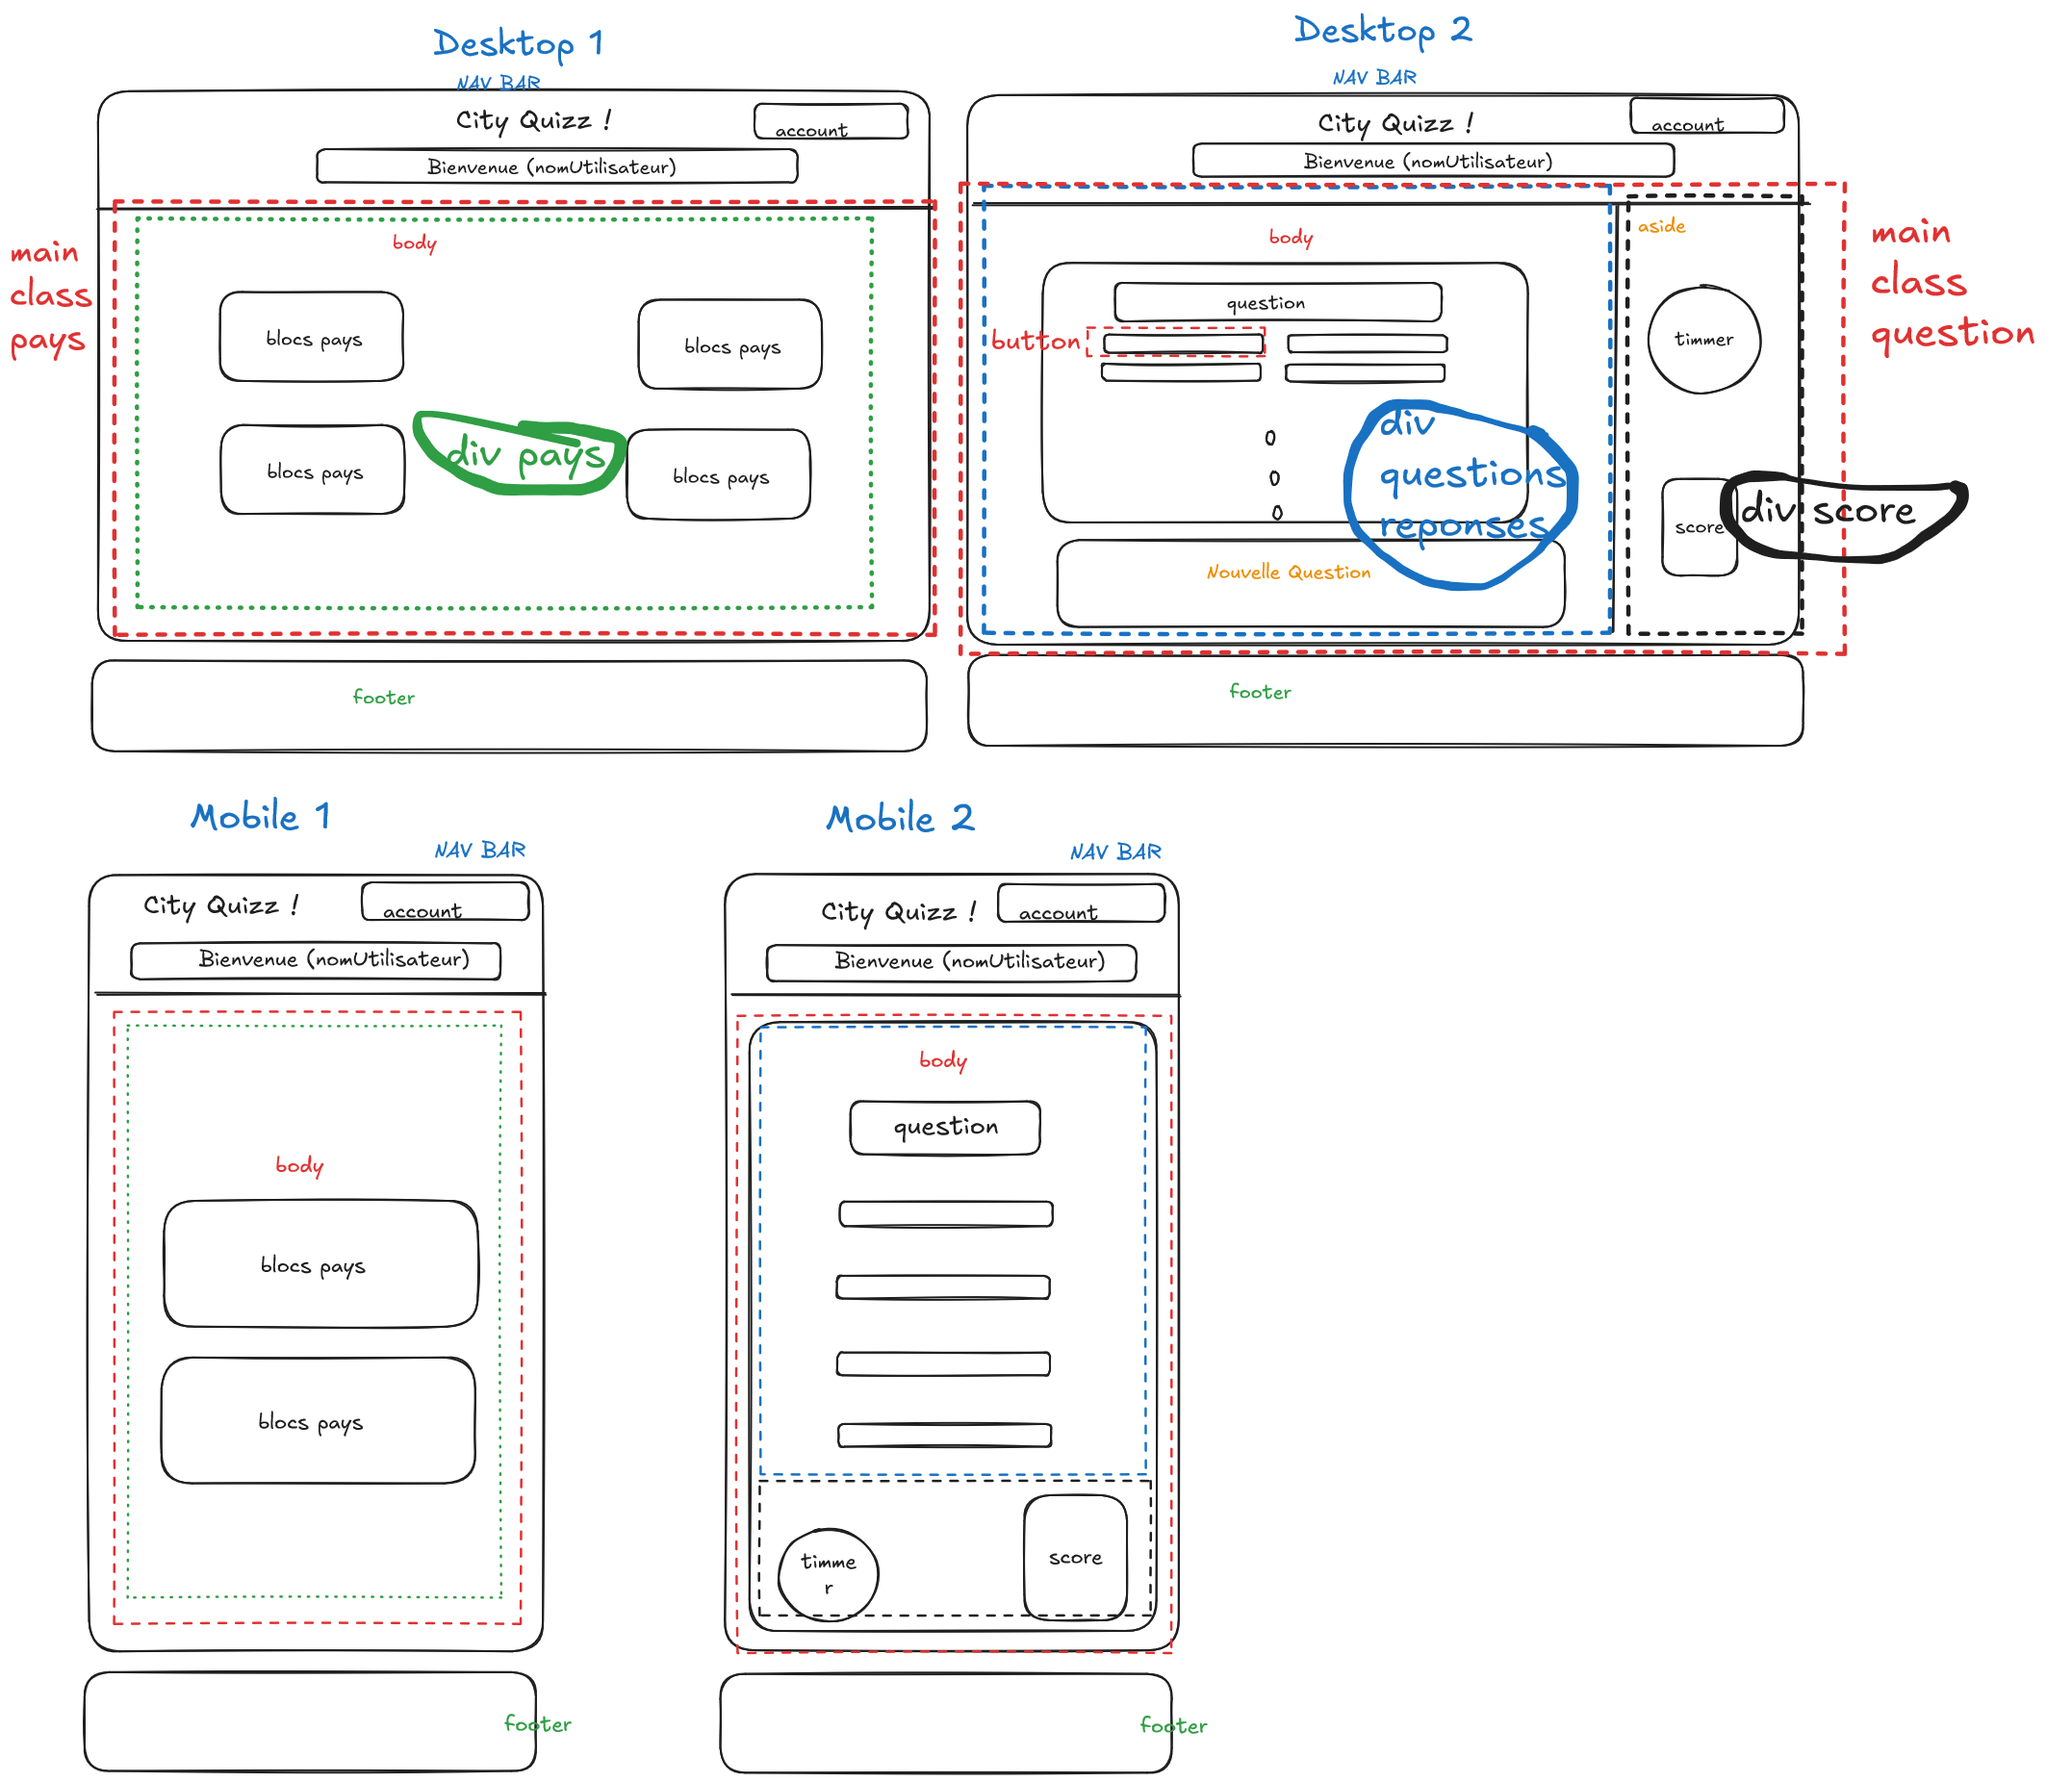 Desktop 1
NAV BAR
City Quizz !
account
Bienvenue (nomUtilisateur)
main
class
pays
body
blocs pays
blocs pays
blocs pays
div pays
blocs pays
footer
Desktop 2
NAV BAR
City Quizz !
account
Bienvenue (nomUtilisateur)
body
aside
main
class
question
question
button
timmer
div
questions
reponses
score
div score
Nouvelle Question
footer
Mobile 1
NAV BAR
City Quizz !
account
Bienvenue (nomUtilisateur)
body
blocs pays
blocs pays
footer
Mobile 2
NAV BAR
City Quizz !
account
Bienvenue (nomUtilisateur)
body
question
timme
r
score
footer